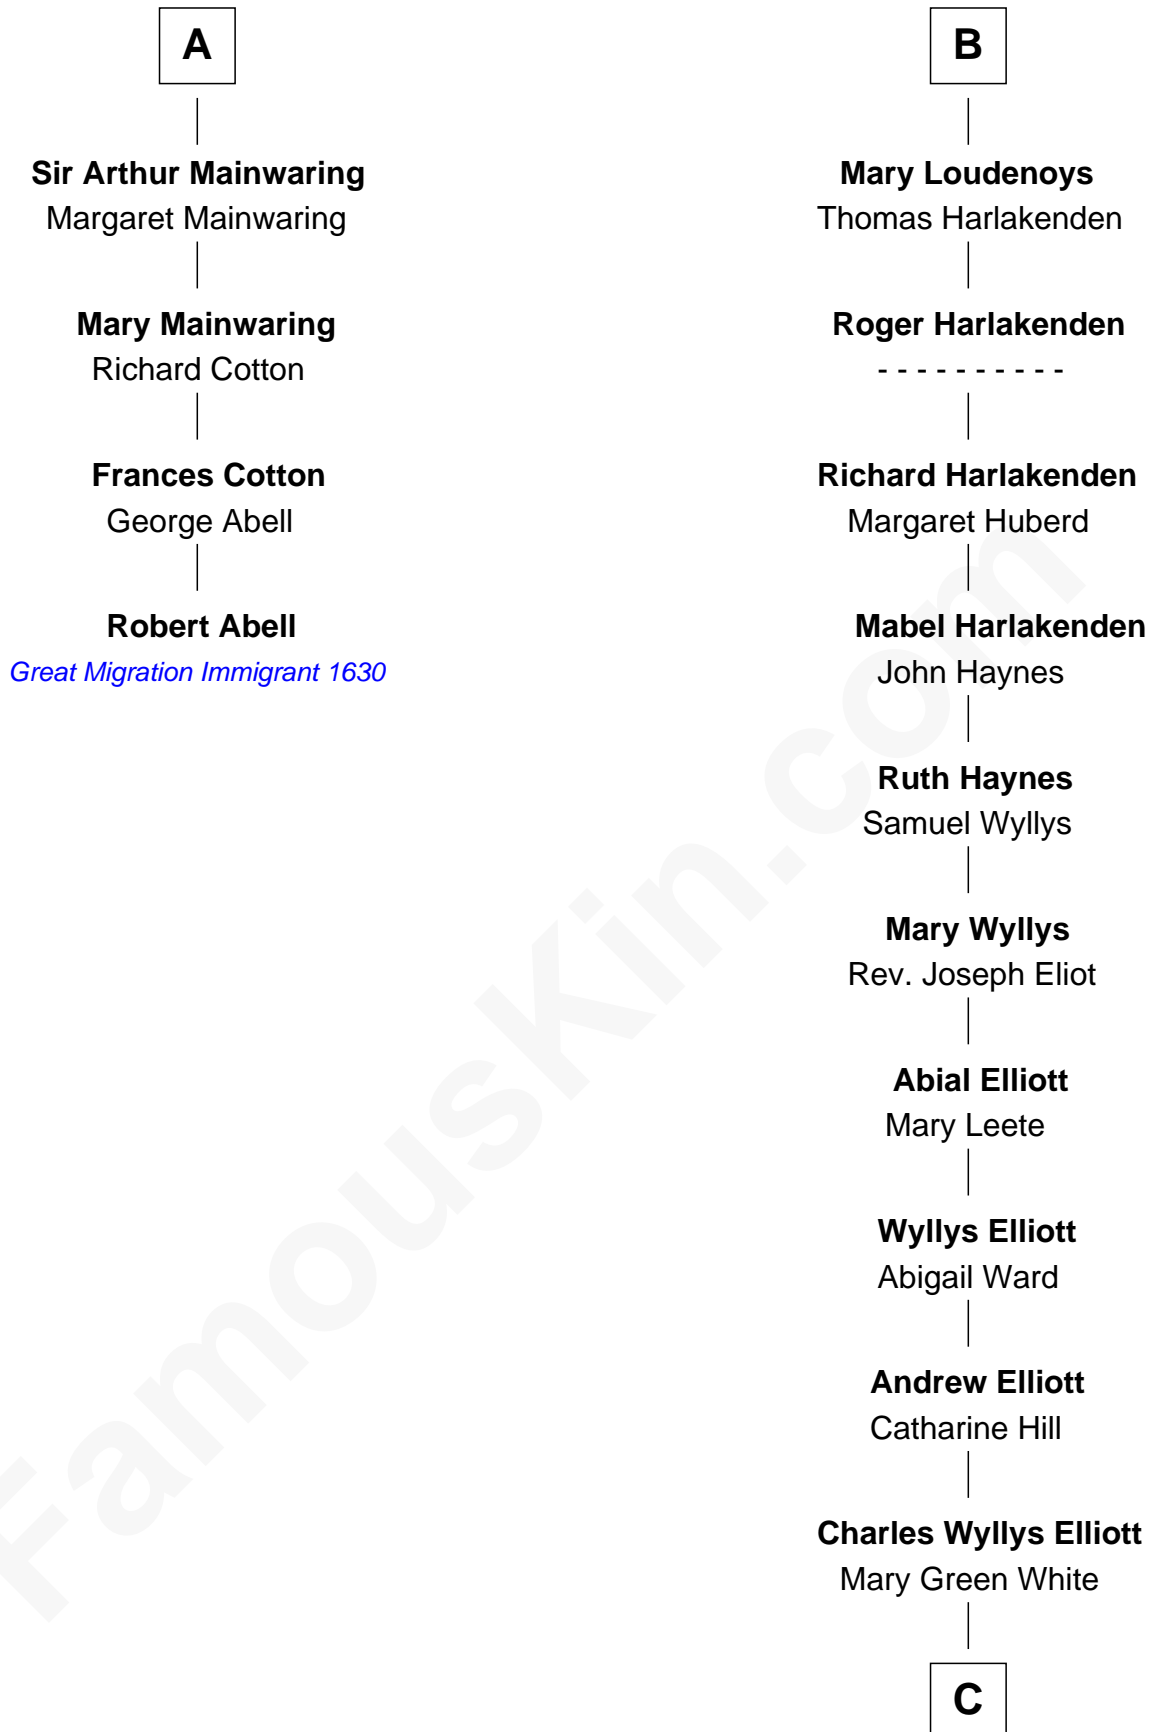 A
Sir Arthur Mainwaring
Margaret Mainwaring
Mary Mainwaring
Richard Cotton
Frances Cotton
George Abell
Robert Abell
Great Migration Immigrant 1630
B
Mary Loudenoys
Thomas Harlakenden
Roger Harlakenden
- - - - - - - - - -
Richard Harlakenden
Margaret Huberd
Mabel Harlakenden
John Haynes
Ruth Haynes
Samuel Wyllys
Mary Wyllys
Rev. Joseph Eliot
Abial Elliott
Mary Leete
Wyllys Elliott
Abigail Ward
Andrew Elliott
Catharine Hill
Charles Wyllys Elliott
Mary Green White
C
FamousKin.com